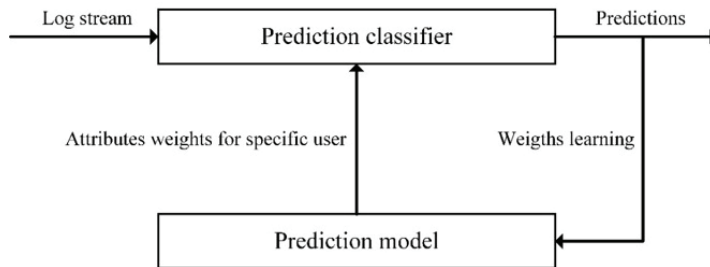 Log stream
Prediction classifier
Predictions
Attributes weights for specific user
Weigths learning
Prediction model